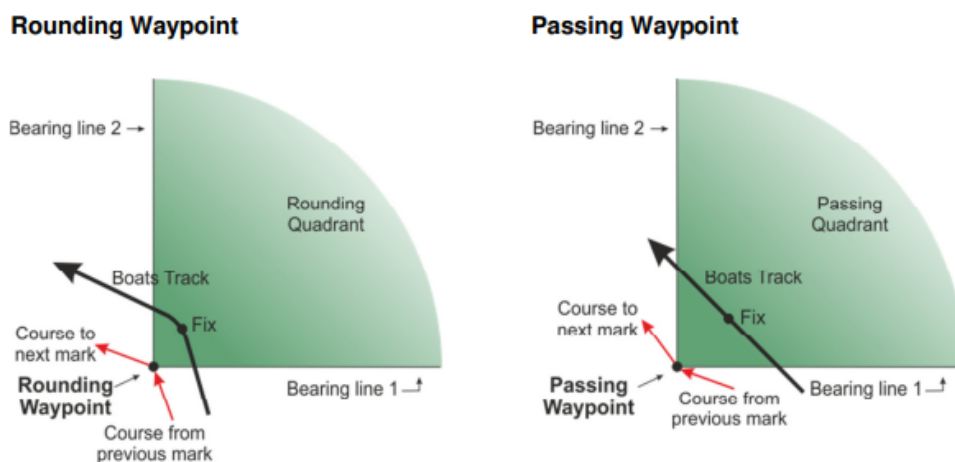 Rounding Waypoint
Bearing line 2 →
Rounding
Quadrant
Boats Track
Fix
Course to
next mark
Rounding
Waypoint
Bearing line 1
Course from
previous mark
Passing Waypoint
Bearing line 2 →
Passing
Quadrant
Boats Track
Fix
Course to
next mark
Passing
Waypoint
Bearing line 1
Course from
previous mark